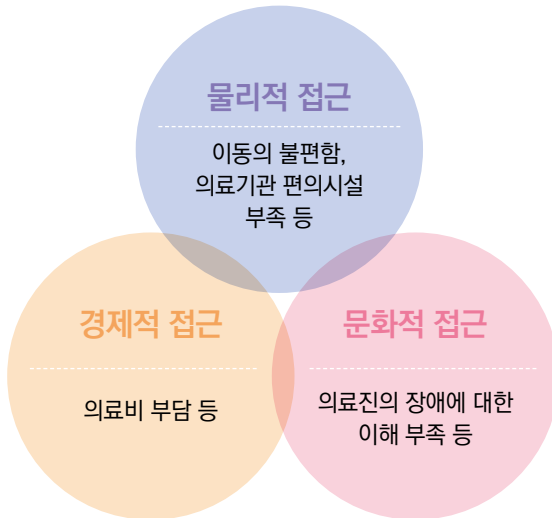 물리적 접근
이동의 불편함,
의료기관 편의시설
부족 등
경제적 접근
의료비 부담 등
문화적 접근
의료진의 장애에 대한
이해 부족 등